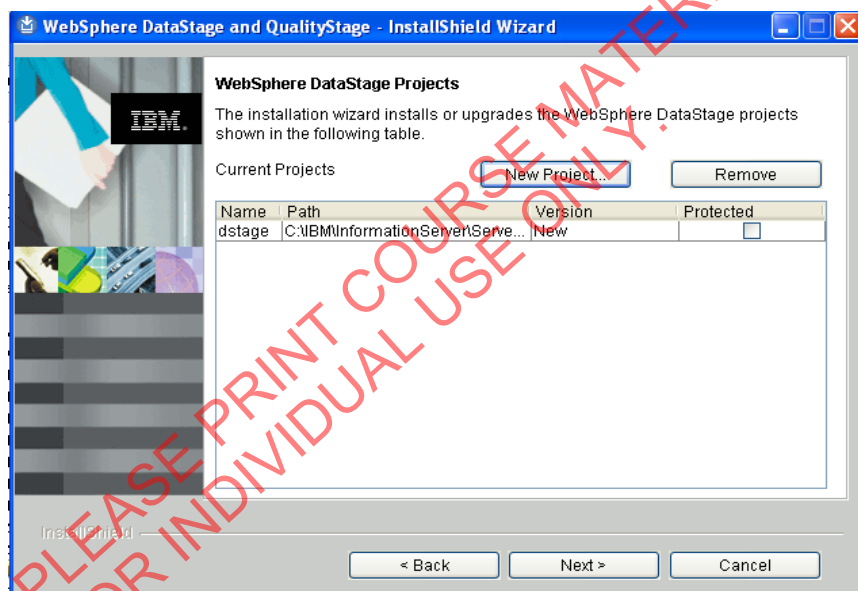 WebSphere DataStage and QualityStage - InstallShield Wizard
IBM.
WebSphere DataStage Projects
The installation wizard installs or upgrades the WebSphere DataStage projects
shown in the following table.
Current Projects
New Project...
Remove
Name Path Version Protected
dstage C:\IBM\InformationServer\Serve... New
InstallShield
< Back
Next >
Cancel
PLEASE PRINT COURSE MATER
FOR INDIVIDUAL USE ONLY.